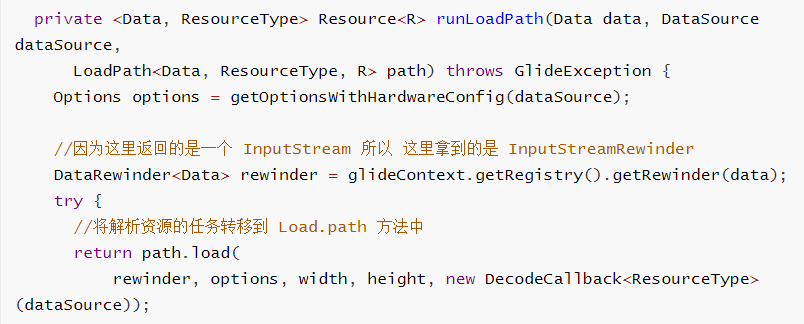 private <Data, ResourceType> Resource<R> runLoadPath(Data data, DataSource
dataSource,
LoadPath<Data, ResourceType, R> path) throws GlideException {
Options options = getOptionsWithHardwareConfig(dataSource);
//因为这里返回的是一个 InputStream 所以 这里拿到的是 InputStreamRewinder
DataRewinder<Data> rewinder = glideContext.getRegistry().getRewinder(data);
try {
//将解析资源的任务转移到 Load.path 方法中
return path.load(
rewinder, options, width, height, new DecodeCallback<ResourceType>
(dataSource));